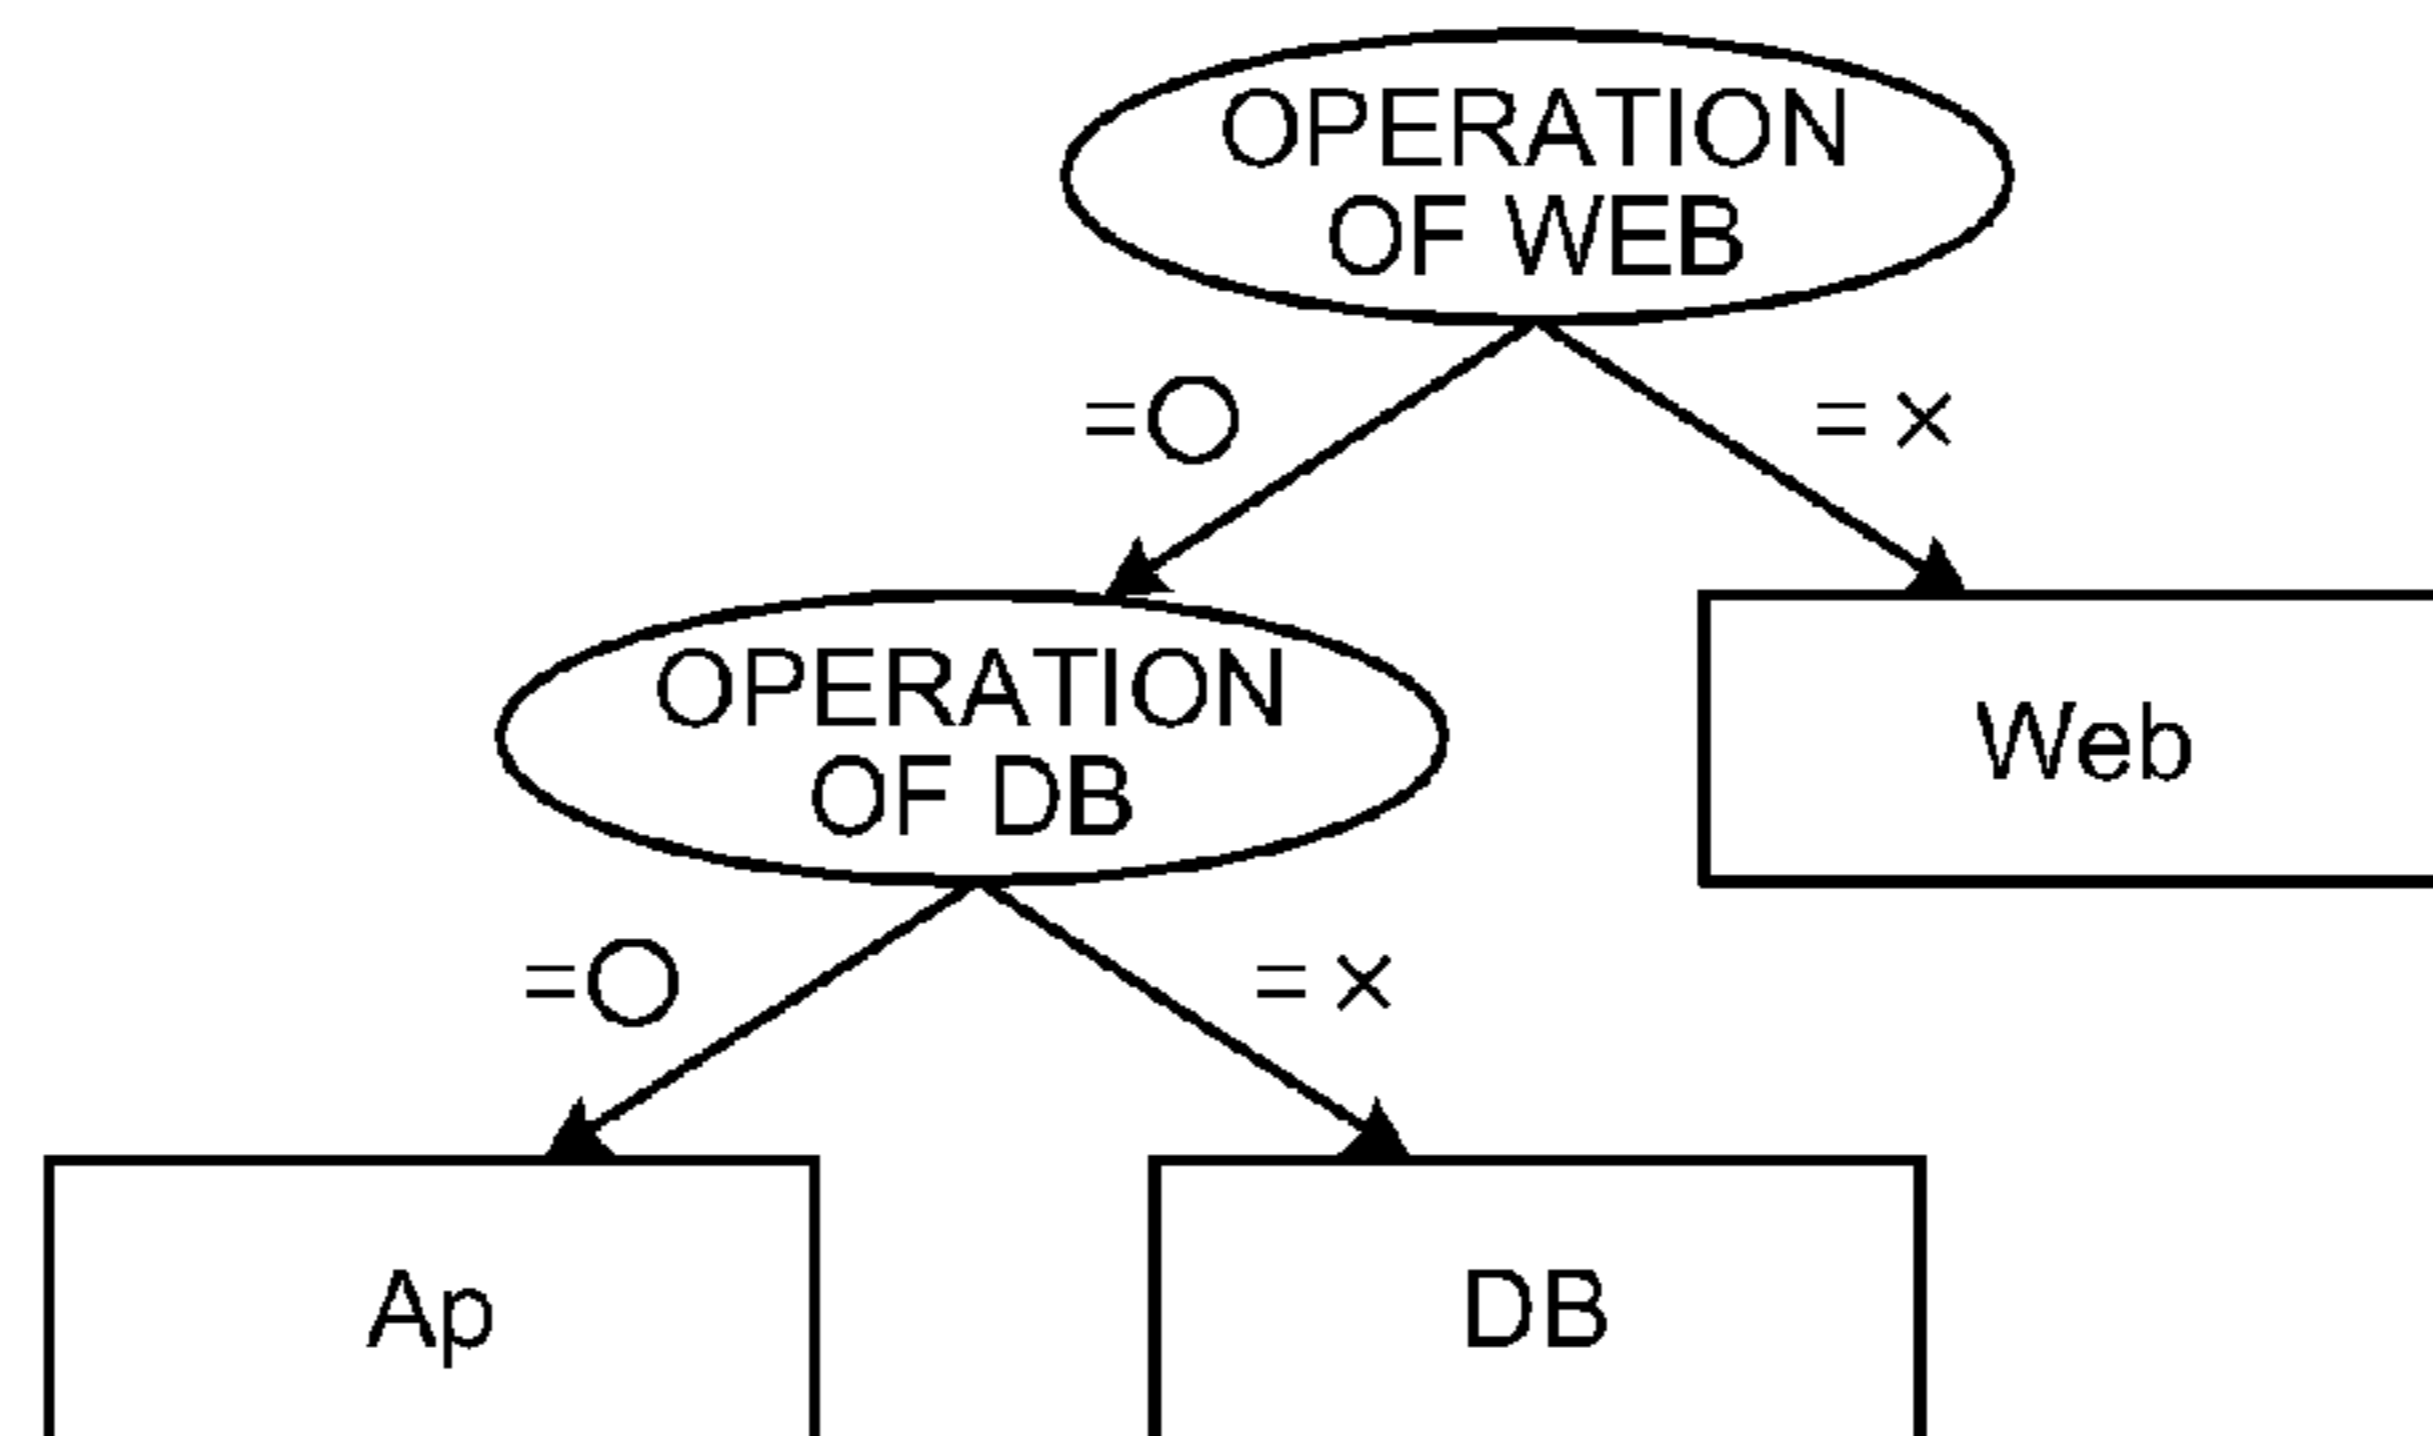 OPERATION
OF WEB
=○
= ×
OPERATION
OF DB
Web
=○
= ×
Ap
DB